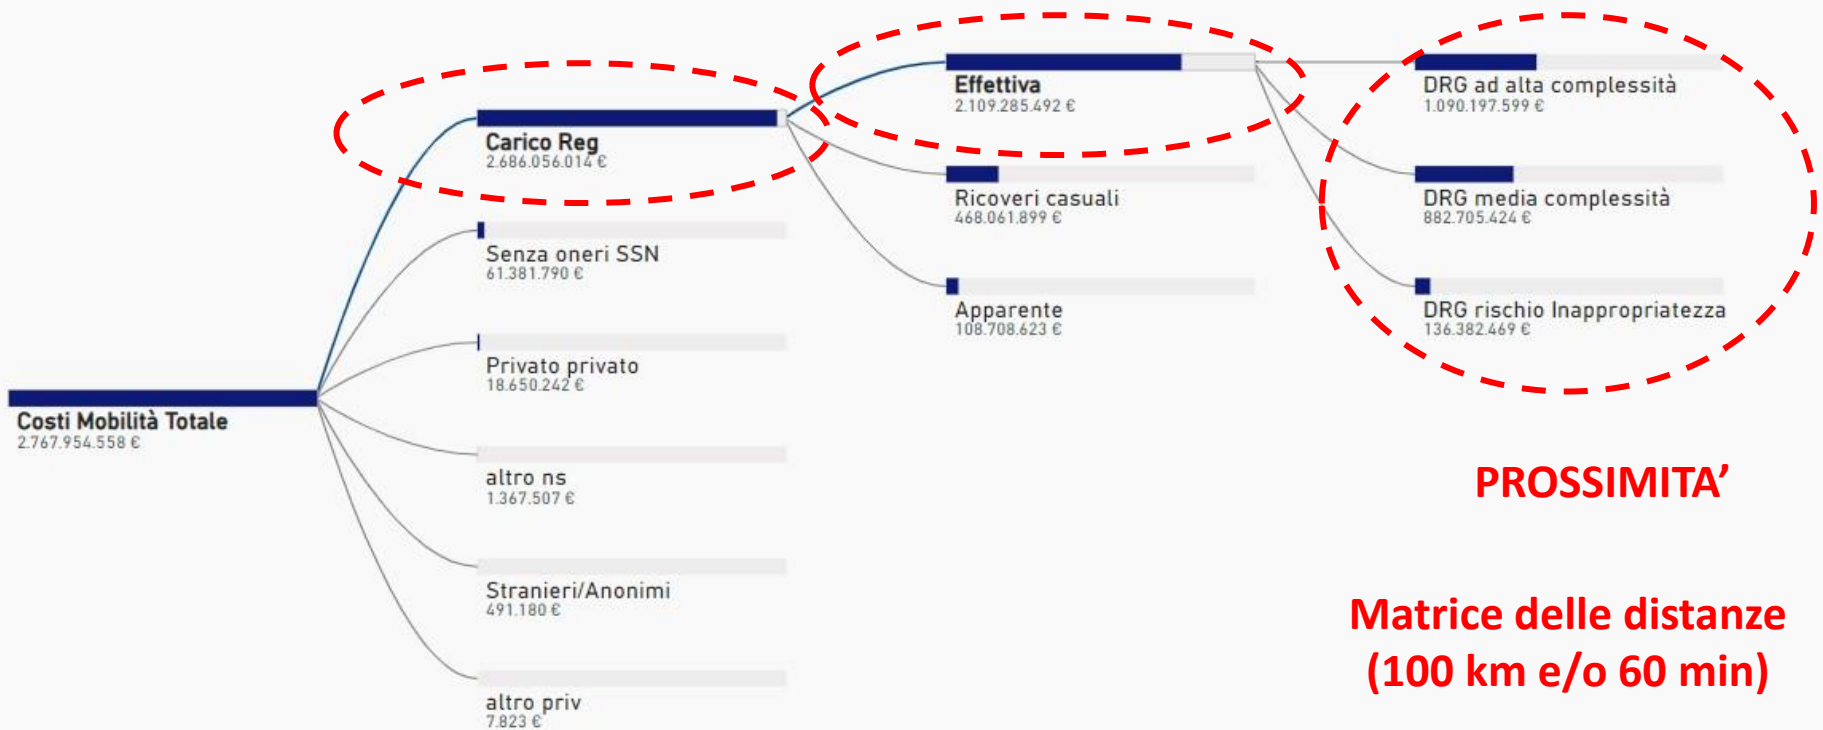 Costi Mobilità Totale
2.767.954.558 €
Carico Reg
2.686.056.014 €
Senza oneri SSN
61.381.790 €
Privato privato
18.650.242 €
altro ns
1.367.507 €
Stranieri/Anonimi
491.180 €
altro priv
7.823 €
Effettiva
2.109.285.492 €
Ricoveri casuali
468.061.899 €
Apparente
108.708.623 €
DRG ad alta complessità
1.090.197.599 €
DRG media complessità
882.705.424 €
DRG rischio Inappropriatezza
136.382.469 €
PROSSIMITA’
Matrice delle distanze
(100 km e/o 60 min)